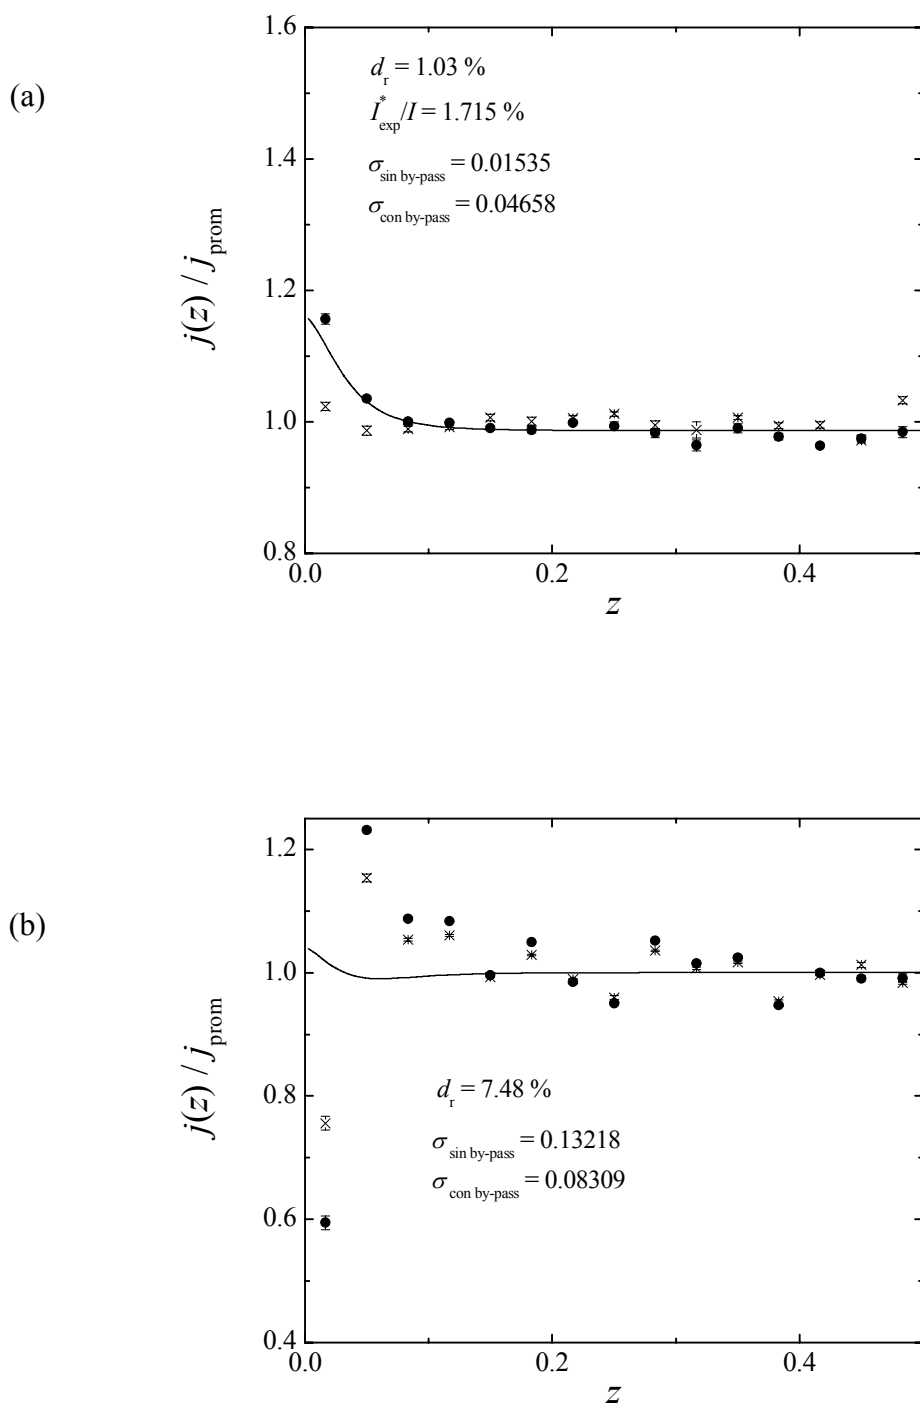 (a)
1.6
1.4
1.2
1.0
0.8
j(z) / j_prom
d_r = 1.03 %
I*_exp/I = 1.715 %
σ_sin by-pass = 0.01535
σ_con by-pass = 0.04658
0.0 0.2 0.4
z
(b)
1.2
1.0
0.8
0.6
0.4
j(z) / j_prom
d_r = 7.48 %
σ_sin by-pass = 0.13218
σ_con by-pass = 0.08309
0.0 0.2 0.4
z